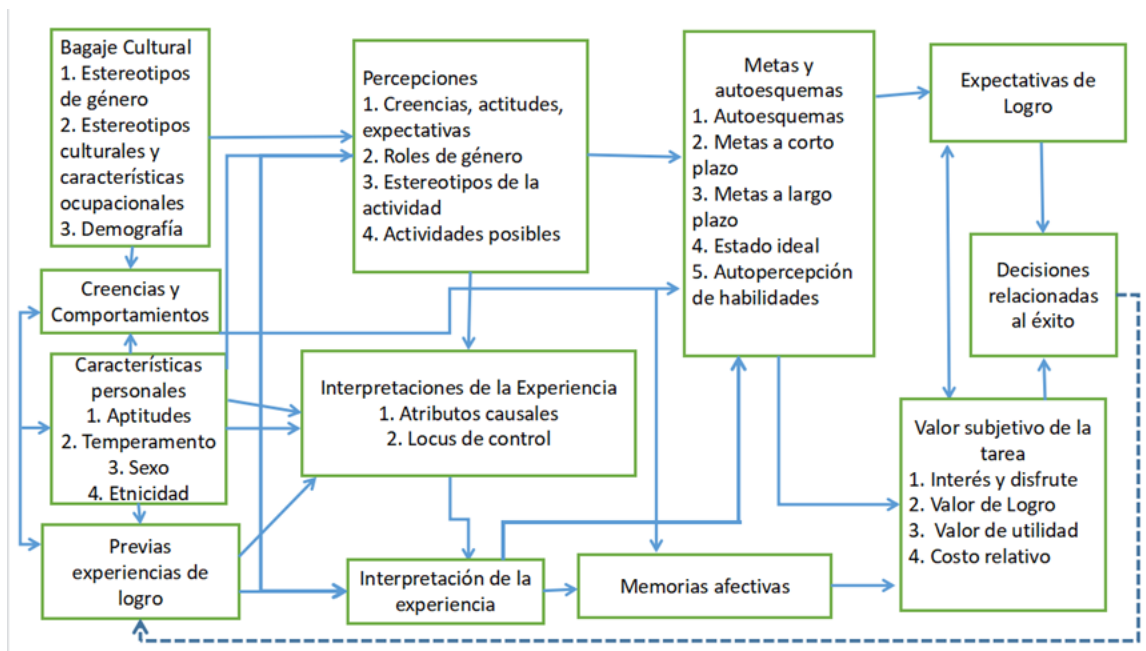 Bagaje Cultural
1. Estereotipos
de género
2. Estereotipos
culturales y
características
ocupacionales
3. Demografía
Creencias y
Comportamientos
Características
personales
1. Aptitudes
2. Temperamento
3. Sexo
4. Etnicidad
Previas
experiencias de
logro
Percepciones
1. Creencias, actitudes,
expectativas
2. Roles de género
3. Estereotipos de la
actividad
4. Actividades posibles
Interpretaciones de la Experiencia
1. Atributos causales
2. Locus de control
Interpretación de la
experiencia
Metas y
autoesquemas
1. Autoesquemas
2. Metas a corto
plazo
3. Metas a largo
plazo
4. Estado ideal
5. Autopercepción
de habilidades
Memorias afectivas
Expectativas de
Logro
Decisiones
relacionadas
al éxito
Valor subjetivo de la
tarea
1. Interés y disfrute
2. Valor de Logro
3. Valor de utilidad
4. Costo relativo